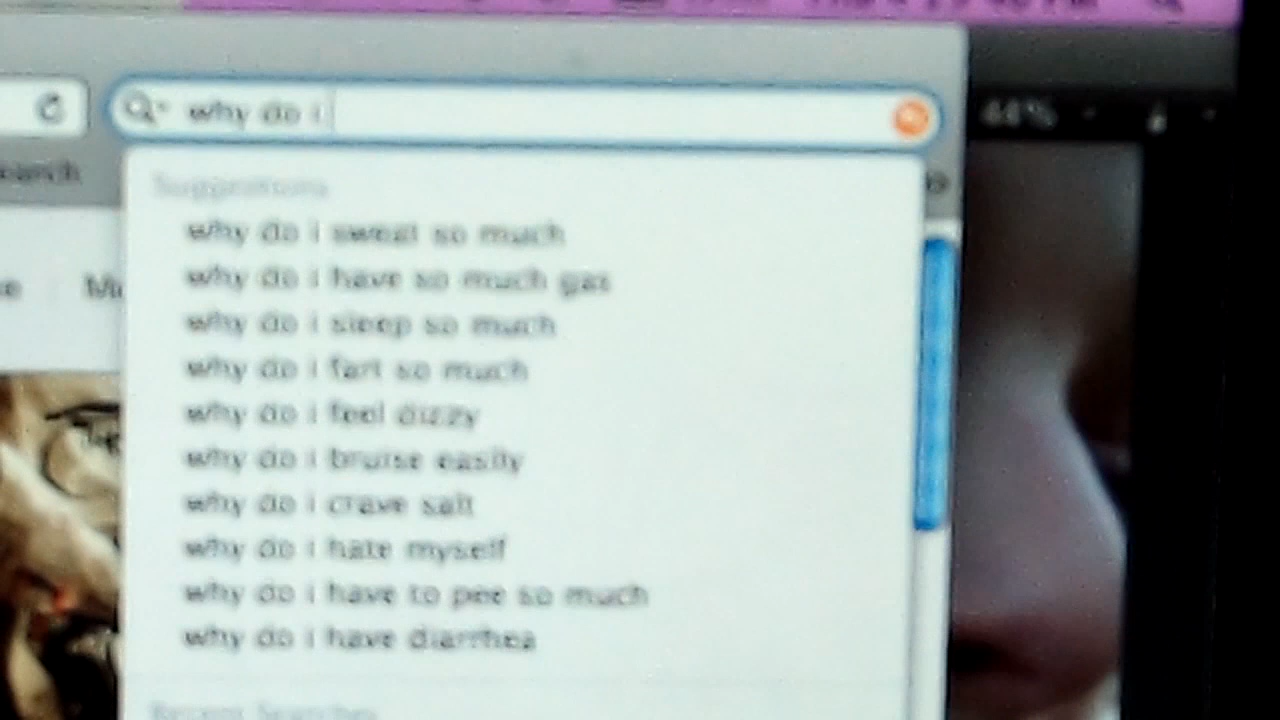 why do i
44%
earch
Suggestions
why do i sweat so much
why do i have so much gas
why do i sleep so much
why do i fart so much
why do i feel dizzy
why do i bruise easily
why do i crave salt
why do i hate myself
why do i have to pee so much
why do i have diarrhea
Recent Searches